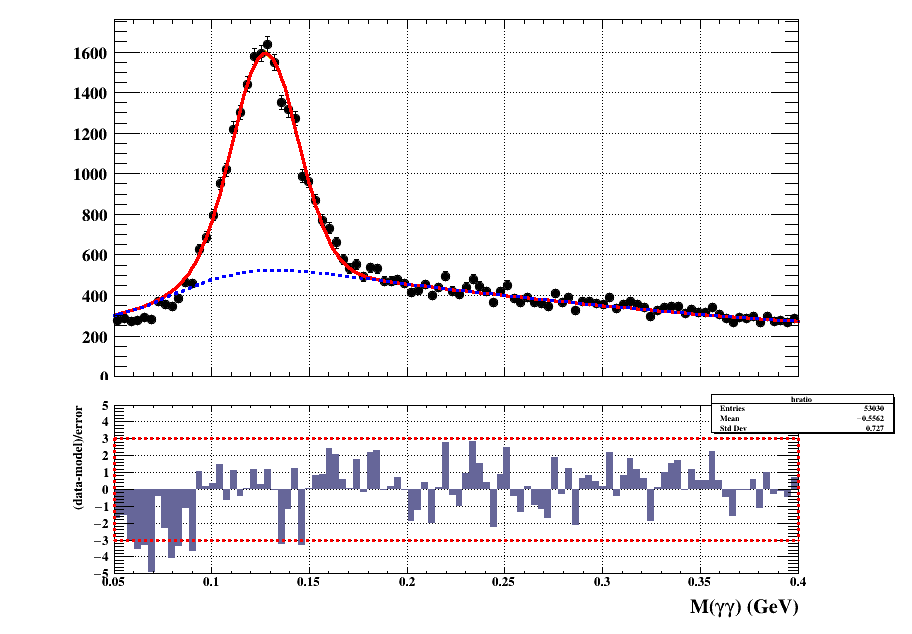 1600
1400
1200
1000
800
600
400
200
0
(data-model)/error
5
4
3
2
1
0
−1
−2
−3
−4
−5
hratio
Entries 53030
Mean −0.5562
Std Dev 0.727
0.05 0.1 0.15 0.2 0.25 0.3 0.35 0.4
M(γγ) (GeV)